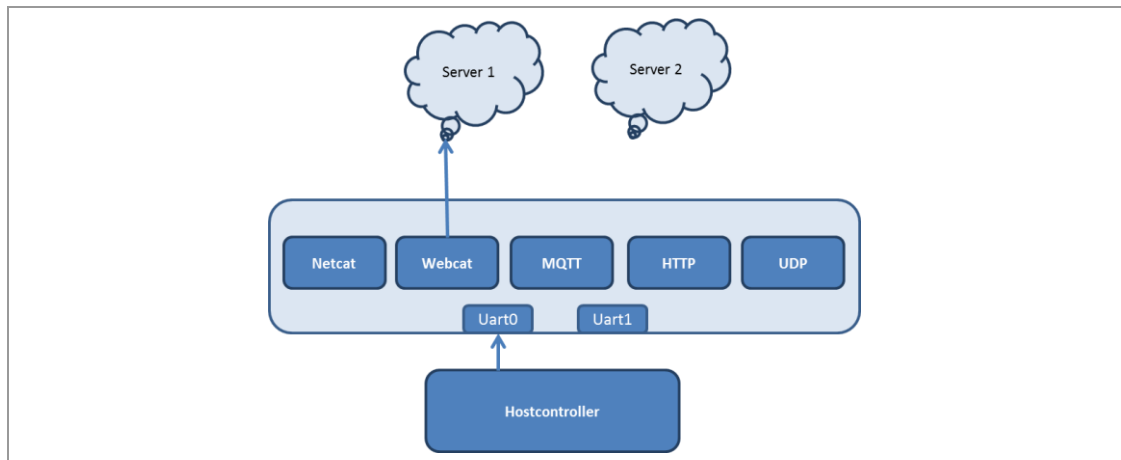 Server 1
Server 2
Netcat
Webcat
MQTT
HTTP
UDP
Uart0
Uart1
Hostcontroller